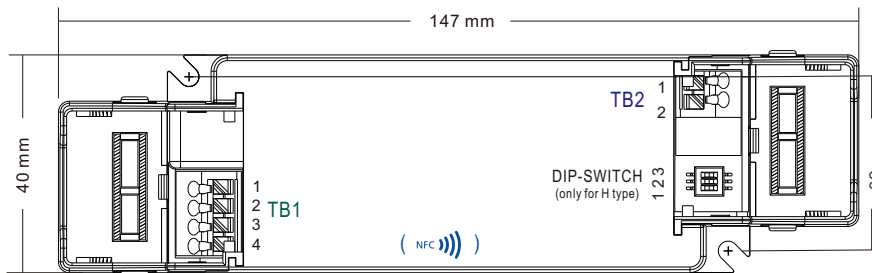 147 mm
40 mm
TB1
1
2
3
4
TB2
1
2
DIP-SWITCH
(only for H type)
1 2 3
( NFC )